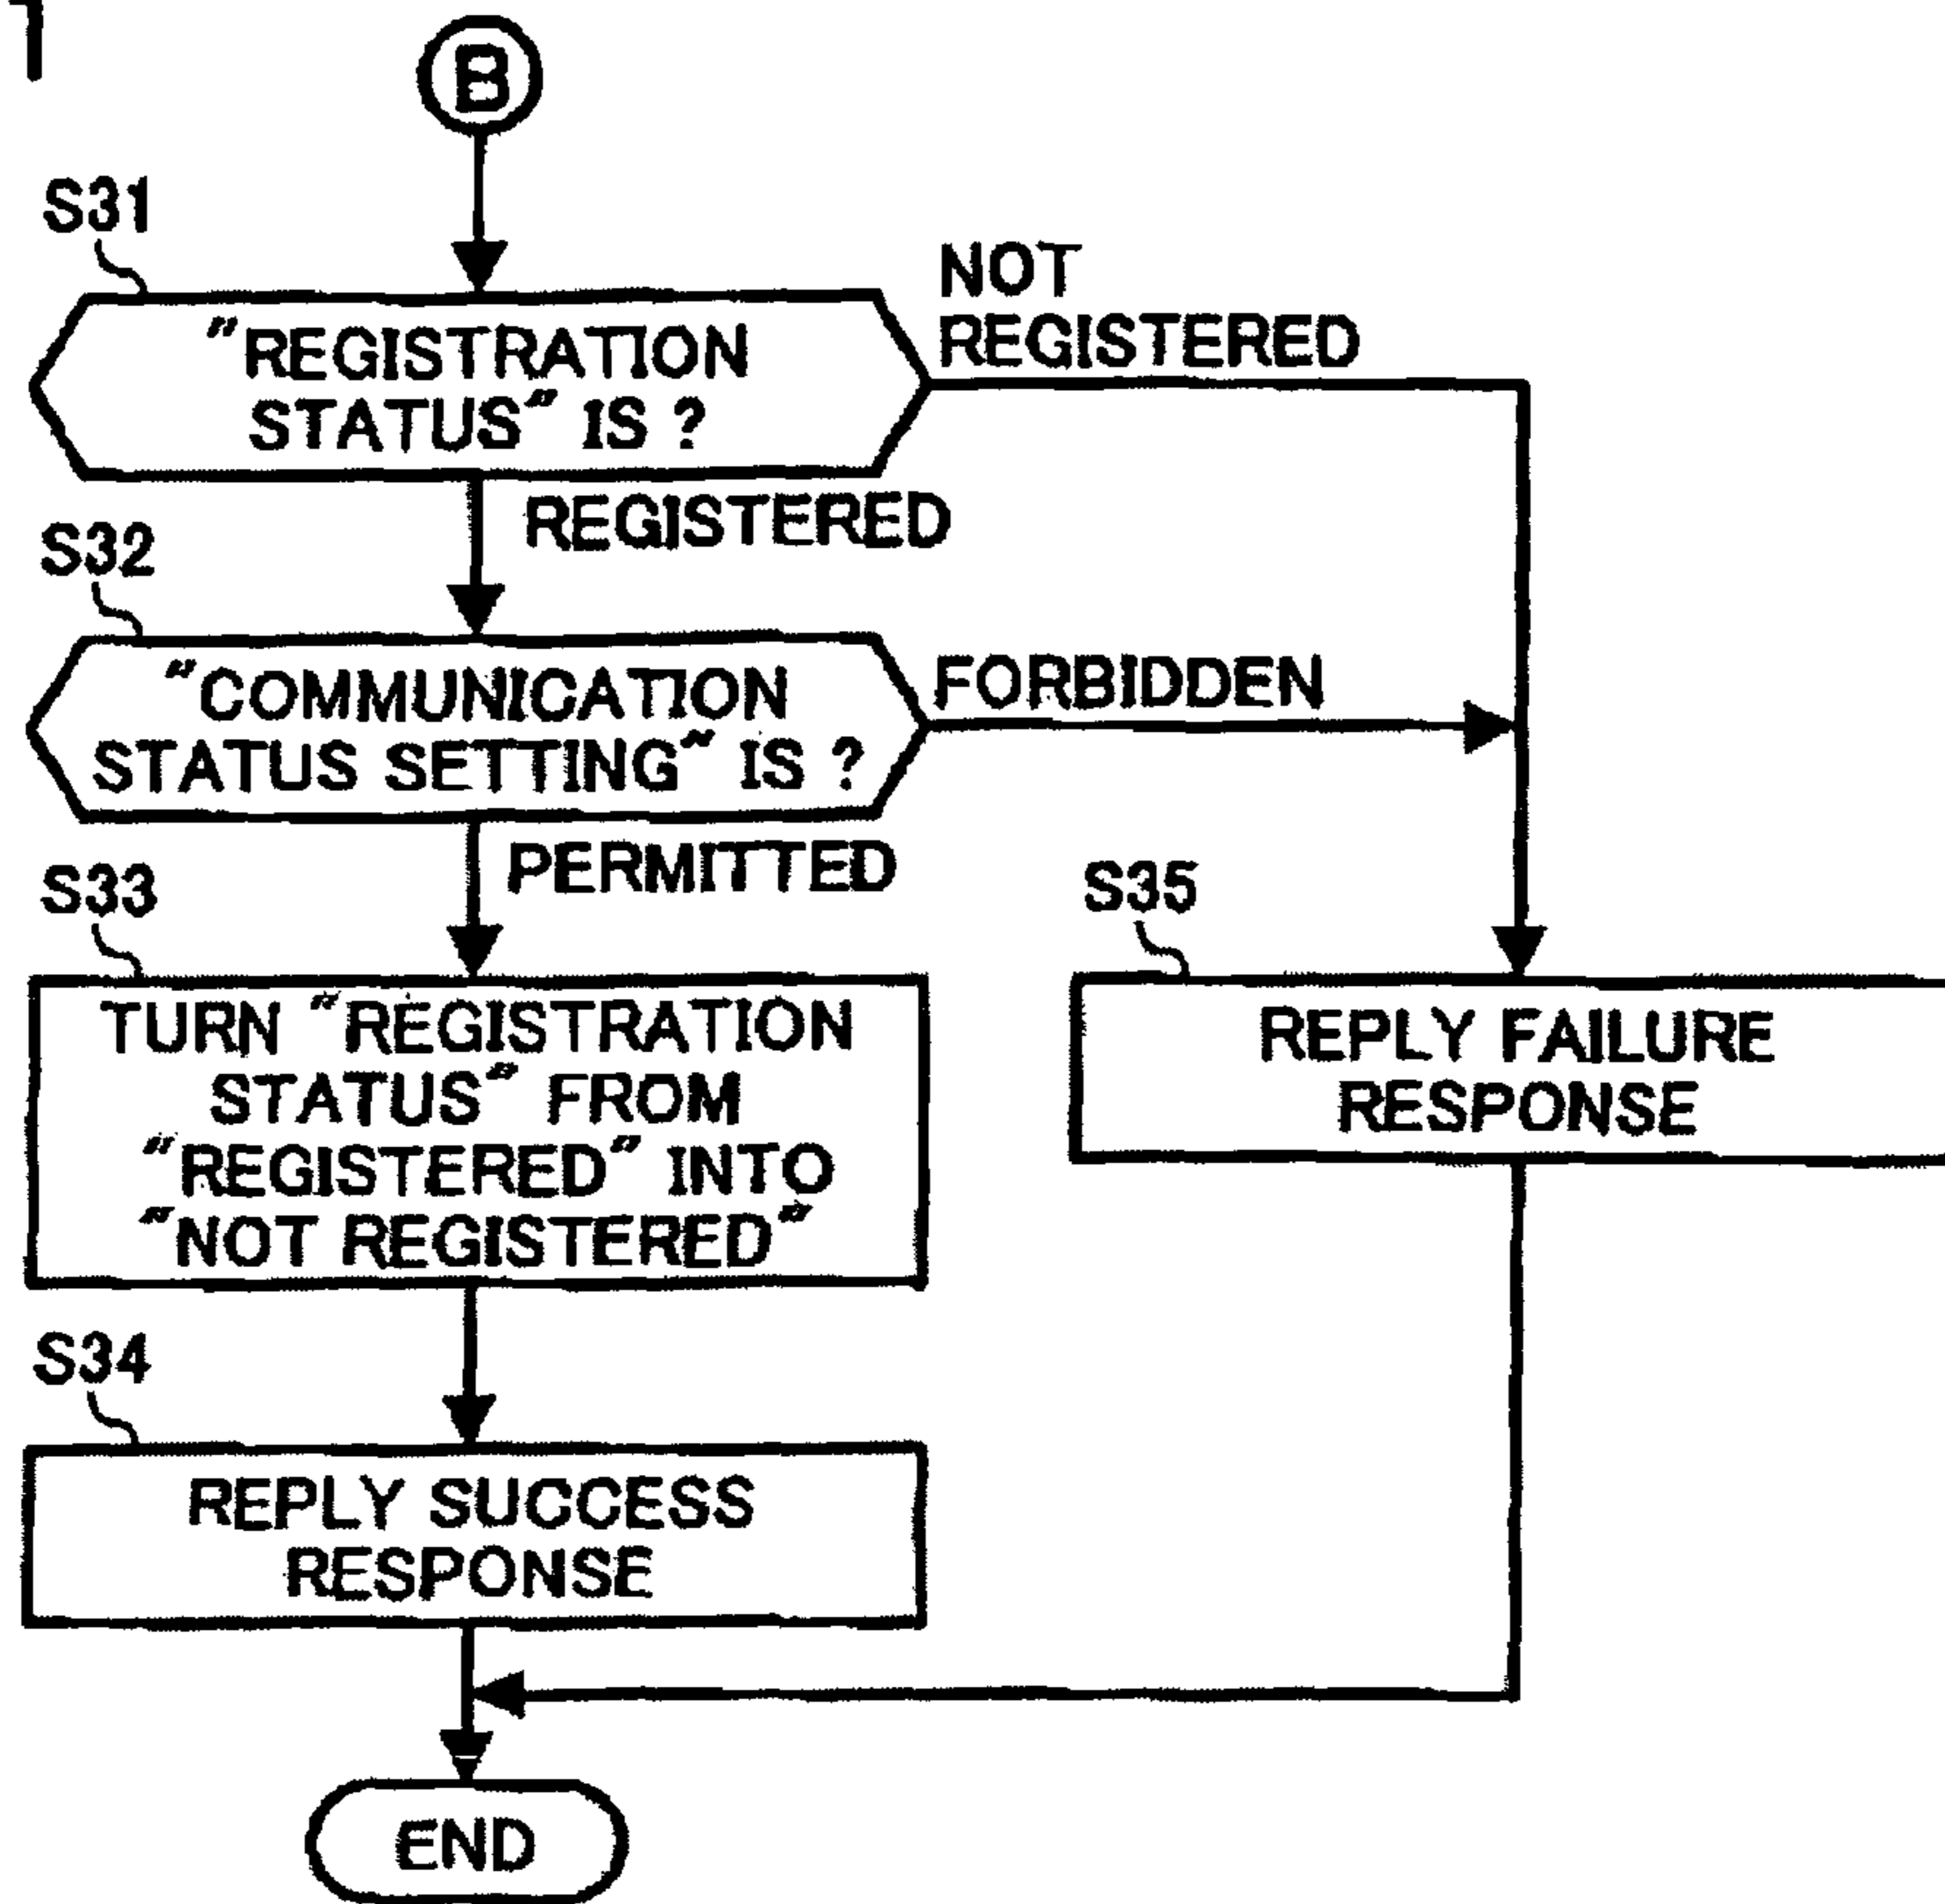 B
S31
NOT
REGISTERED
"REGISTRATION
STATUS" IS ?
REGISTERED
S32
"COMMUNICATION
STATUS SETTING" IS ?
FORBIDDEN
PERMITTED
S33
TURN "REGISTRATION
STATUS" FROM
"REGISTERED" INTO
"NOT REGISTERED"
S35
REPLY FAILURE
RESPONSE
S34
REPLY SUCCESS
RESPONSE
END